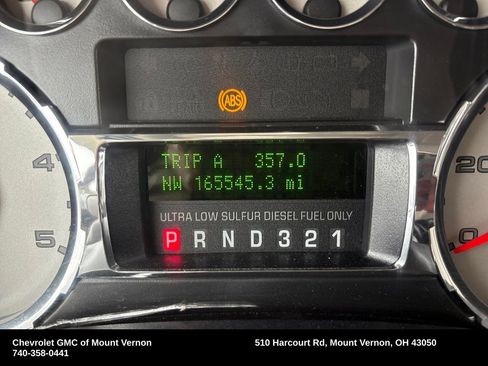 ABS
TRIP A 357.0
NW 165545.3 mi
ULTRA LOW SULFUR DIESEL FUEL ONLY
P R N D 3 2 1
4
5
20
0
Chevrolet GMC of Mount Vernon
740-358-0441
510 Harcourt Rd, Mount Vernon, OH 43050